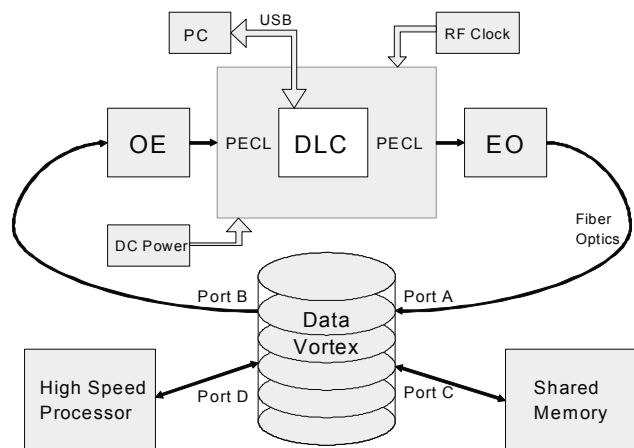 USB
PC
RF Clock
OE
PECL
DLC
PECL
EO
Fiber
Optics
DC Power
Port B
Port A
Data
Vortex
High Speed
Processor
Port D
Port C
Shared
Memory